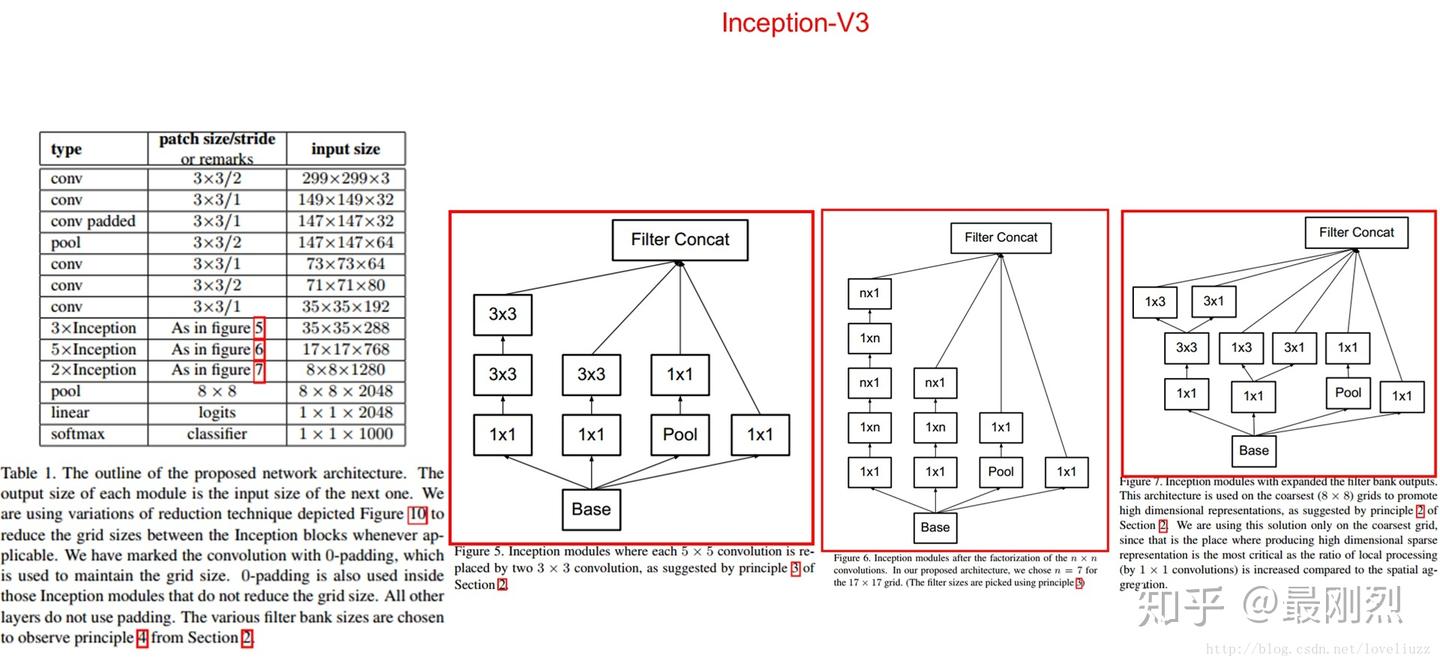 Inception-V3
type patch size/stride or remarks input size
conv 3×3/2 299×299×3
conv 3×3/1 149×149×32
conv padded 3×3/1 147×147×32
pool 3×3/2 147×147×64
conv 3×3/1 73×73×64
conv 3×3/2 71×71×80
conv 3×3/1 35×35×192
3×Inception As in figure 5 35×35×288
5×Inception As in figure 6 17×17×768
2×Inception As in figure 7 8×8×1280
pool 8 × 8 8 × 8 × 2048
linear logits 1 × 1 × 2048
softmax classifier 1 × 1 × 1000
Table 1. The outline of the proposed network architecture. The
output size of each module is the input size of the next one. We
are using variations of reduction technique depicted Figure 10 to
reduce the grid sizes between the Inception blocks whenever ap-
plicable. We have marked the convolution with 0-padding, which
is used to maintain the grid size. 0-padding is also used inside
those Inception modules that do not reduce the grid size. All other
layers do not use padding. The various filter bank sizes are chosen
to observe principle 4 from Section 2.
Filter Concat
3x3
3x3 3x3 1x1
1x1 1x1 Pool 1x1
Base
Figure 5. Inception modules where each 5 × 5 convolution is re-
placed by two 3 × 3 convolution, as suggested by principle 3 of
Section 2.
Filter Concat
nx1
1xn
nx1 nx1
1xn 1xn 1x1
1x1 1x1 Pool 1x1
Base
Figure 6. Inception modules after the factorization of the n × n
convolutions. In our proposed architecture, we chose n = 7 for
the 17 × 17 grid. (The filter sizes are picked using principle 3)
Filter Concat
1x3 3x1
3x3 1x3 3x1 1x1
1x1 1x1 Pool 1x1
Base
Figure 7. Inception modules with expanded the filter bank outputs.
This architecture is used on the coarsest (8 × 8) grids to promote
high dimensional representations, as suggested by principle 2 of
Section 2. We are using this solution only on the coarsest grid,
since that is the place where producing high dimensional sparse
representation is the most critical as the ratio of local processing
(by 1 × 1 convolutions) is increased compared to the spatial ag-
gregation.
知乎 @最刚烈
http://blog.csdn.net/loveliuzz